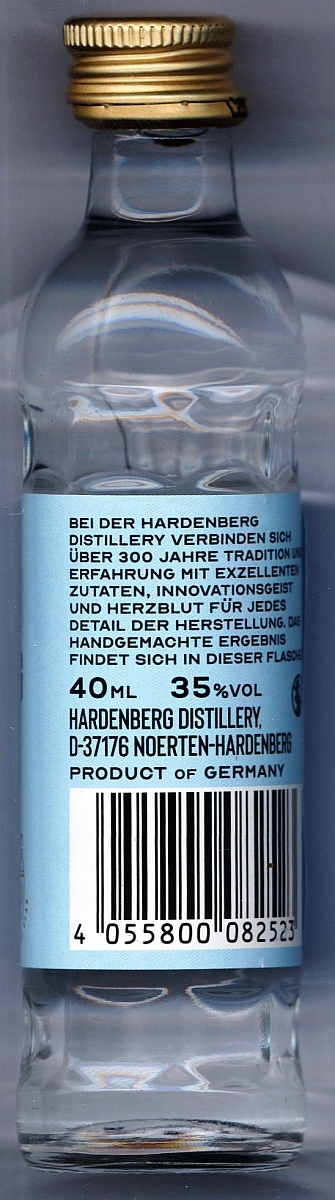 BEI DER HARDENBERG
DISTILLERY VERBINDEN SICH
ÜBER 300 JAHRE TRADITION UND
ERFAHRUNG MIT EXZELLENTEN
ZUTATEN, INNOVATIONSGEIST
UND HERZBLUT FÜR JEDES
DETAIL DER HERSTELLUNG. DAS
HANDGEMACHTE ERGEBNIS
FINDET SICH IN DIESER FLASCHE.
40ML 35%VOL
HARDENBERG DISTILLERY,
D-37176 NOERTEN-HARDENBERG
PRODUCT OF GERMANY
4 055800 082523